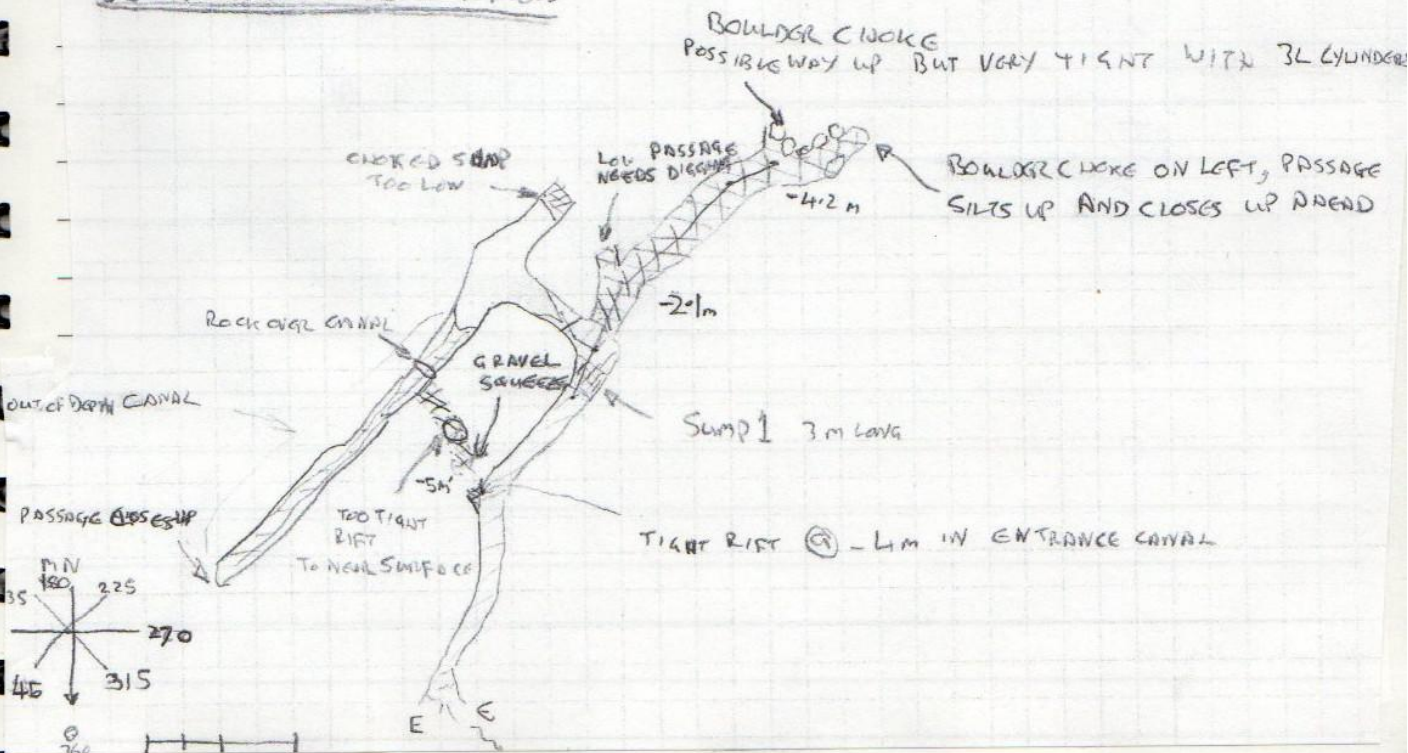 BOULDER CHOKE
POSSIBLE WAY UP BUT VERY TIGHT WITH 3L CYLINDERS
CHOKED SUMP
TOO LOW
LOW PASSAGE
NEEDS DIGGING
BOULDER CHOKE ON LEFT, PASSAGE
SILTS UP AND CLOSES UP AHEAD
-4.2m
-2.1m
ROCK OVER CANAL
GRAVEL
SQUEEZE
OUT OF DEPTH CANAL
SUMP 1 3m LONG
-5m
PASSAGE CLOSES UP
TOO TIGHT
RIFT
TO NEAR SURFACE
TIGHT RIFT @ -4m IN ENTRANCE CANAL
MN
180
225
35
270
45
315
E E
0
360